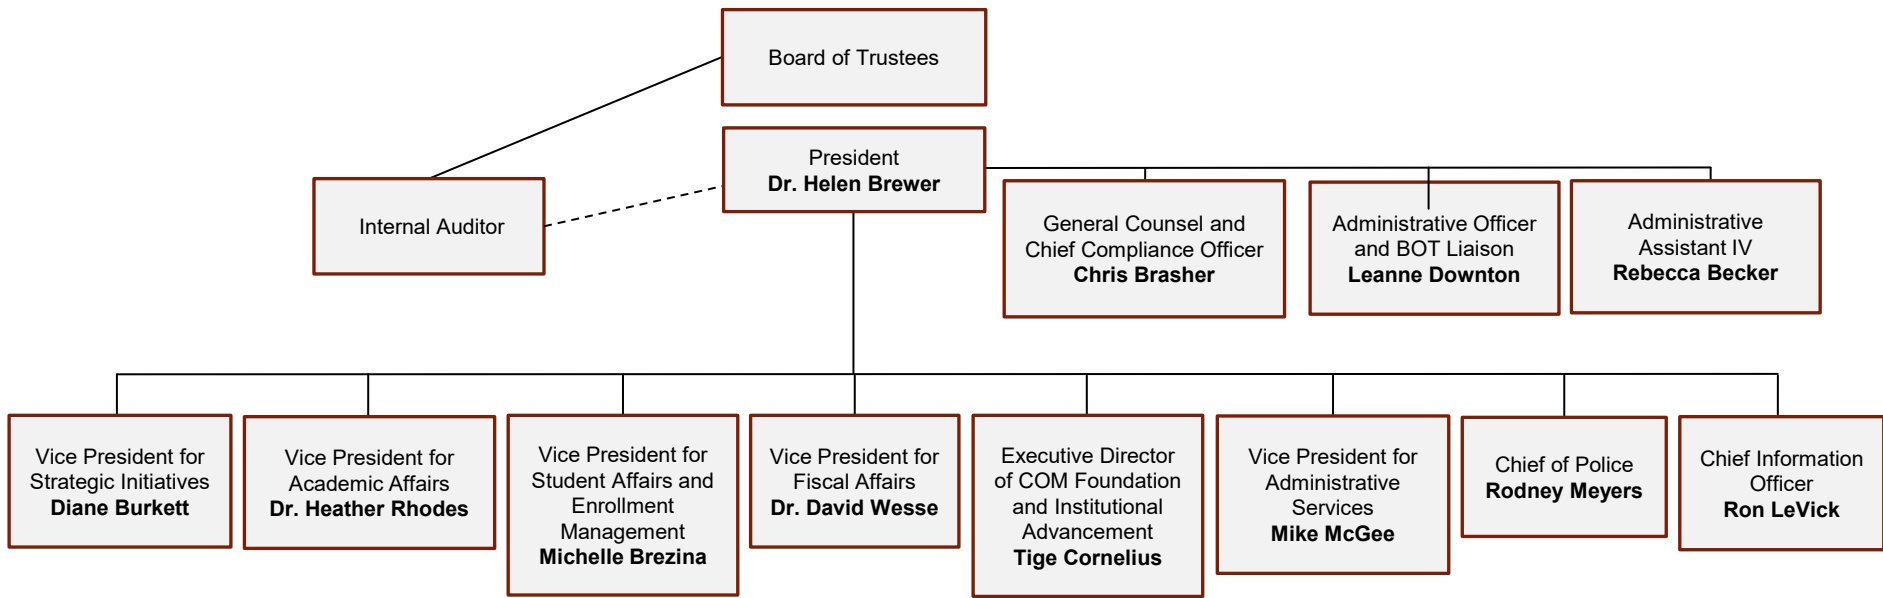 Board of Trustees
President
Dr. Helen Brewer
Internal Auditor
General Counsel and
Chief Compliance Officer
Chris Brasher
Administrative Officer
and BOT Liaison
Leanne Downton
Administrative
Assistant IV
Rebecca Becker
Vice President for
Strategic Initiatives
Diane Burkett
Vice President for
Academic Affairs
Dr. Heather Rhodes
Vice President for
Student Affairs and
Enrollment
Management
Michelle Brezina
Vice President for
Fiscal Affairs
Dr. David Wesse
Executive Director
of COM Foundation
and Institutional
Advancement
Tige Cornelius
Vice President for
Administrative
Services
Mike McGee
Chief of Police
Rodney Meyers
Chief Information
Officer
Ron LeVick